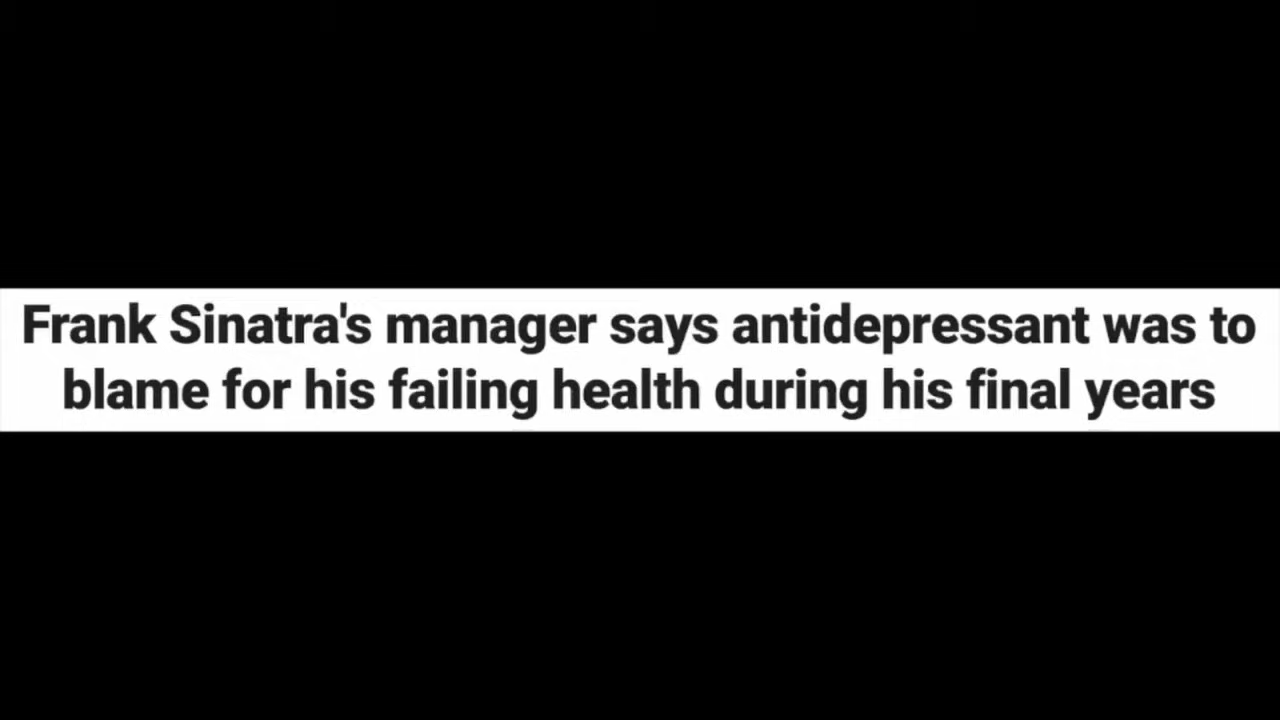 Frank Sinatra's manager says antidepressant was to
blame for his failing health during his final years